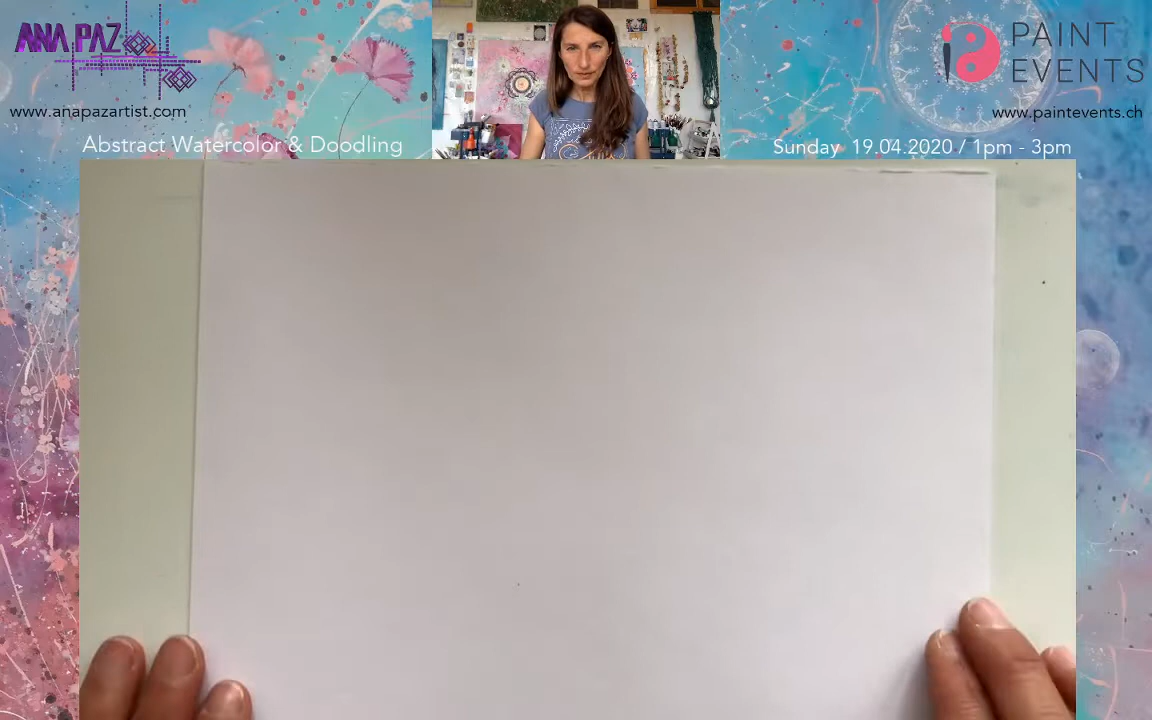 ANA PAZ
www.anapazartist.com
Abstract Watercolor & Doodling
PAINT
EVENTS
www.paintevents.ch
Sunday 19.04.2020 / 1pm - 3pm